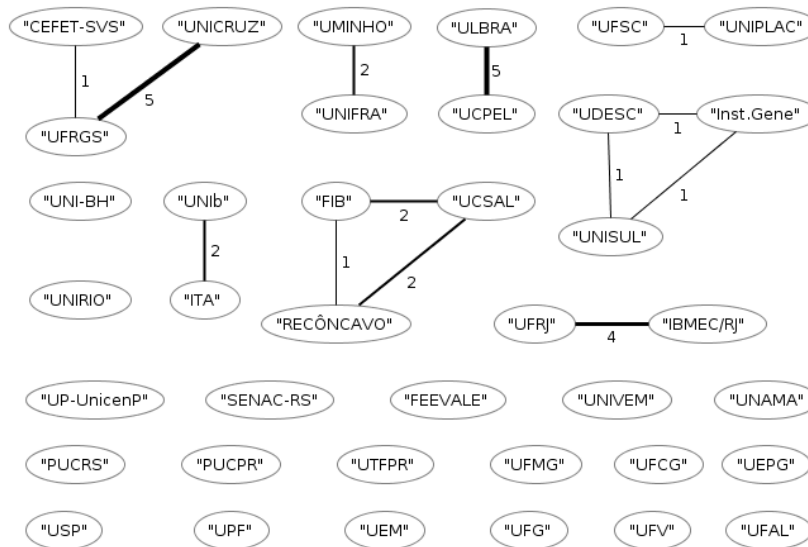 "CEFET-SVS" "UNICRUZ" "UMINHO" "ULBRA" "UFSC" 1 "UNIPLAC"
1 5 2 5
"UFRGS" "UNIFRA" "UCPEL" "UDESC" 1 "Inst.Gene"
1 1
"UNI-BH" "UNIb" "FIB" 2 "UCSAL"
"UNISUL"
2 1 2
"UNIRIO" "ITA" "RECÔNCAVO" "UFRJ" 4 "IBMEC/RJ"
"UP-UnicenP" "SENAC-RS" "FEEVALE" "UNIVEM" "UNAMA"
"PUCRS" "PUCPR" "UTFPR" "UFMG" "UFCG" "UEPG"
"USP" "UPF" "UEM" "UFG" "UFV" "UFAL"